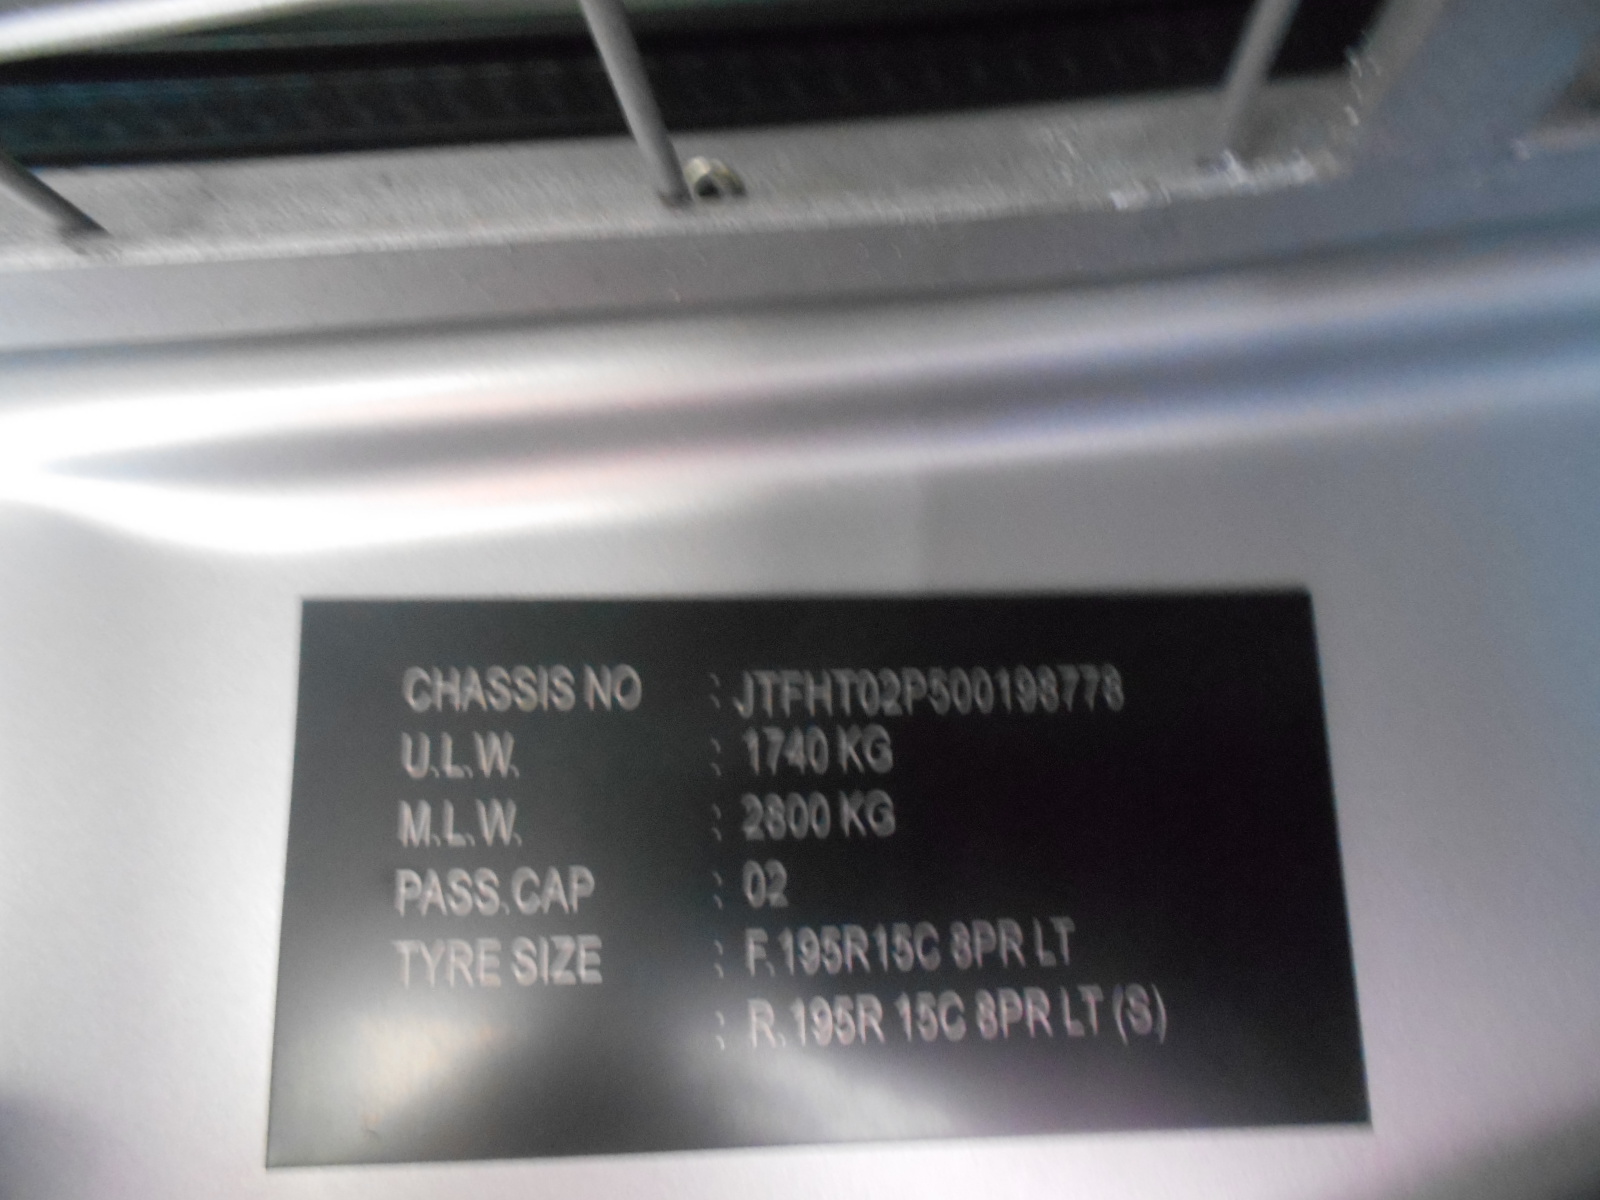 CHASSIS NO : JTFHT02P500198778
U.L.W. : 1740 KG
M.L.W. : 2800 KG
PASS.CAP : 02
TYRE SIZE : F.195R15C 8PR LT
: R.195R 15C 8PR LT (S)